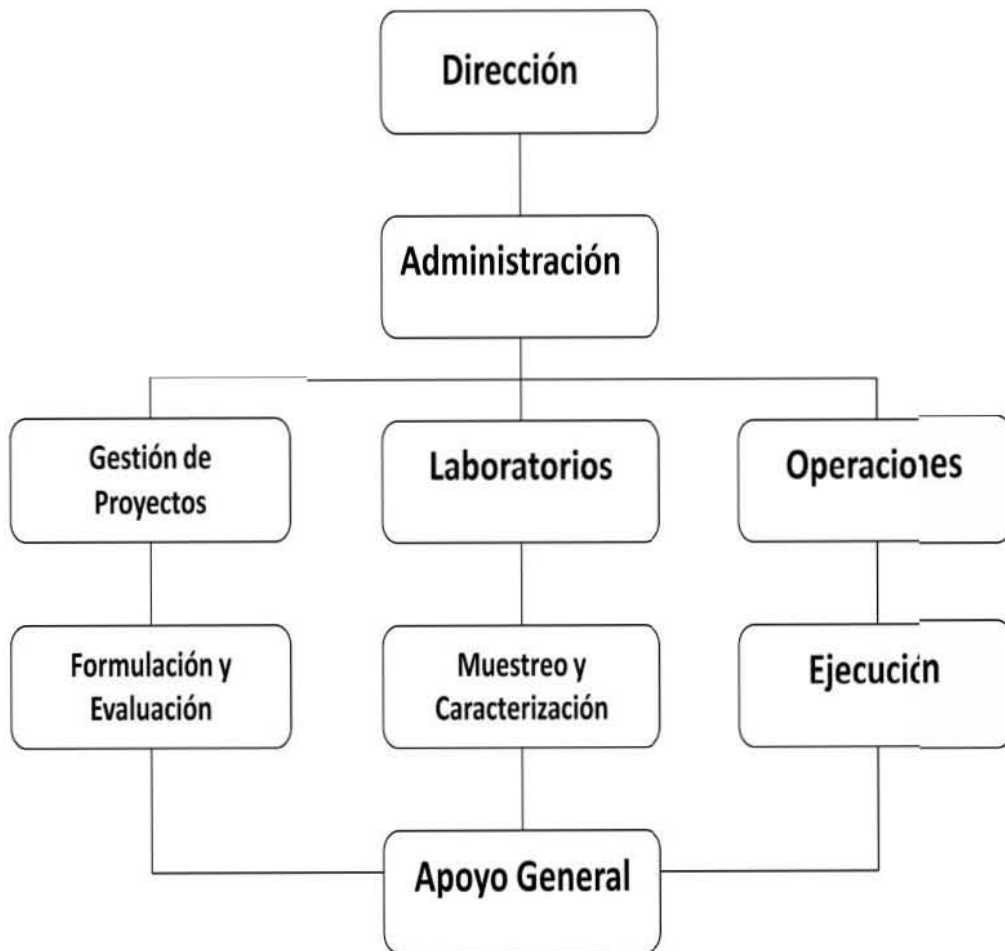 Dirección
Administración
Gestión de
Proyectos
Laboratorios
Operaciones
Formulación y
Evaluación
Muestreo y
Caracterización
Ejecución
Apoyo General